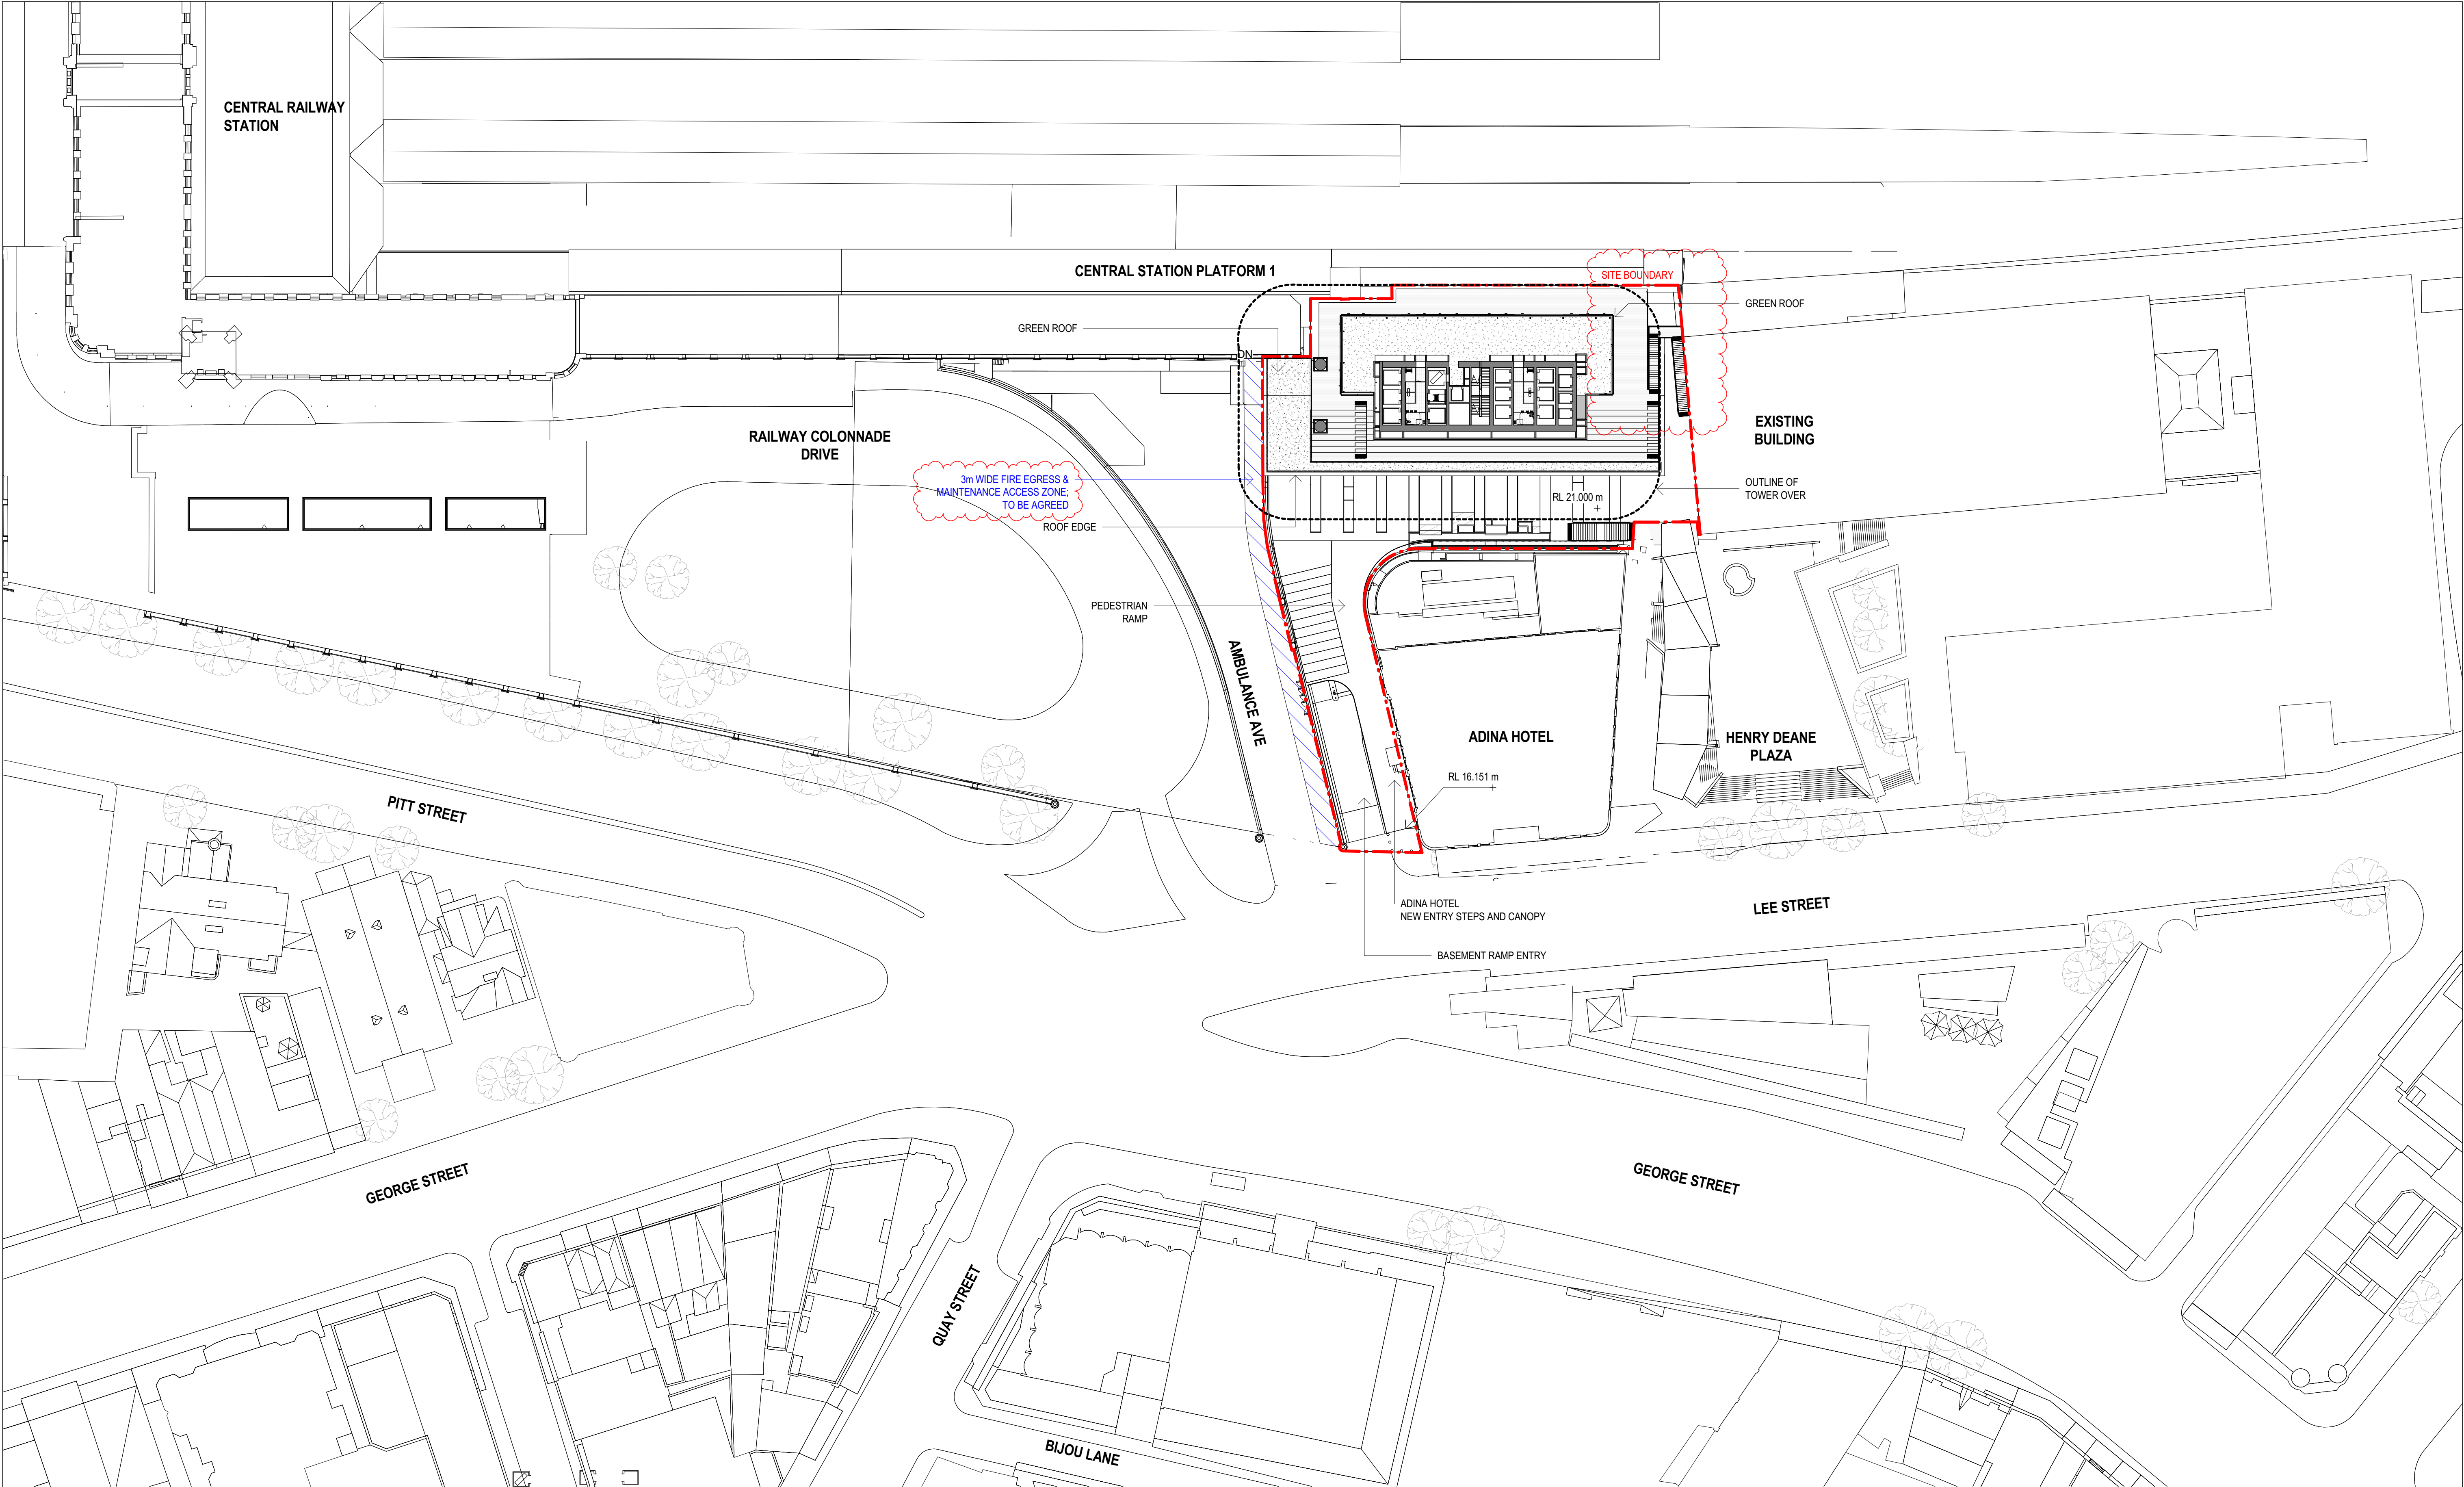 CENTRAL RAILWAY
STATION
CENTRAL STATION PLATFORM 1
SITE BOUNDARY
GREEN ROOF
GREEN ROOF
DN
EXISTING
BUILDING
RAILWAY COLONNADE
DRIVE
3m WIDE FIRE EGRESS &
MAINTENANCE ACCESS ZONE;
TO BE AGREED
OUTLINE OF
TOWER OVER
RL 21.000 m
ROOF EDGE
PEDESTRIAN
RAMP
AMBULANCE AVE
ADINA HOTEL
HENRY DEANE
PLAZA
RL 16.151 m
PITT STREET
ADINA HOTEL
NEW ENTRY STEPS AND CANOPY
LEE STREET
BASEMENT RAMP ENTRY
GEORGE STREET
GEORGE STREET
QUAY STREET
BIJOU LANE